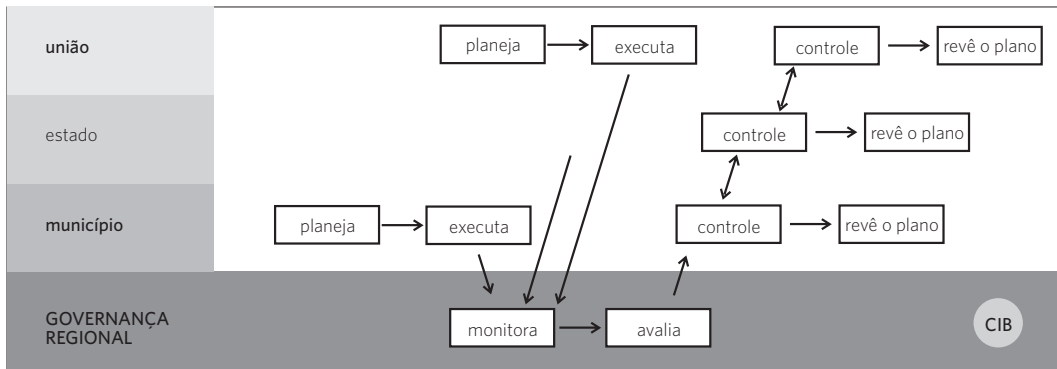 união
planeja
executa
controle
revê o plano
estado
controle
revê o plano
município
planeja
executa
controle
revê o plano
GOVERNANÇA
REGIONAL
monitora
avalia
CIB